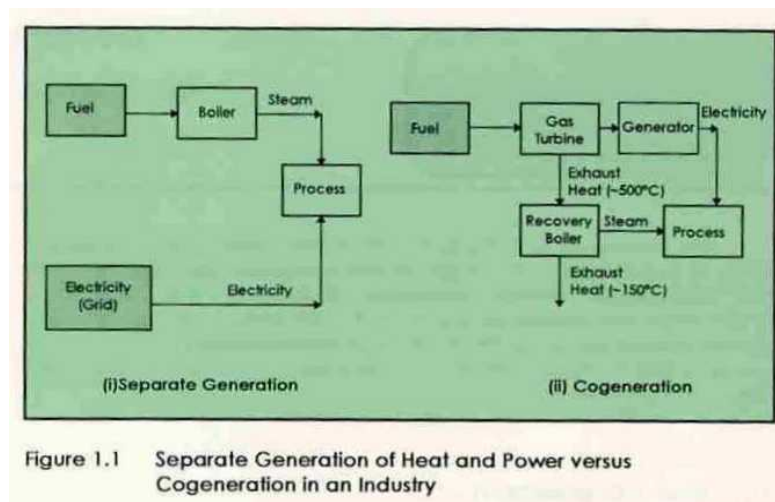 Fuel
Boiler
Steam
Process
Electricity
(Grid)
Electricity
(i)Separate Generation
Fuel
Gas
Turbine
Generator
Electricity
Exhaust
Heat (~500°C)
Recovery
Boiler
Steam
Process
Exhaust
Heat (~150°C)
(ii) Cogeneration
Figure 1.1 Separate Generation of Heat and Power versus
Cogeneration in an Industry